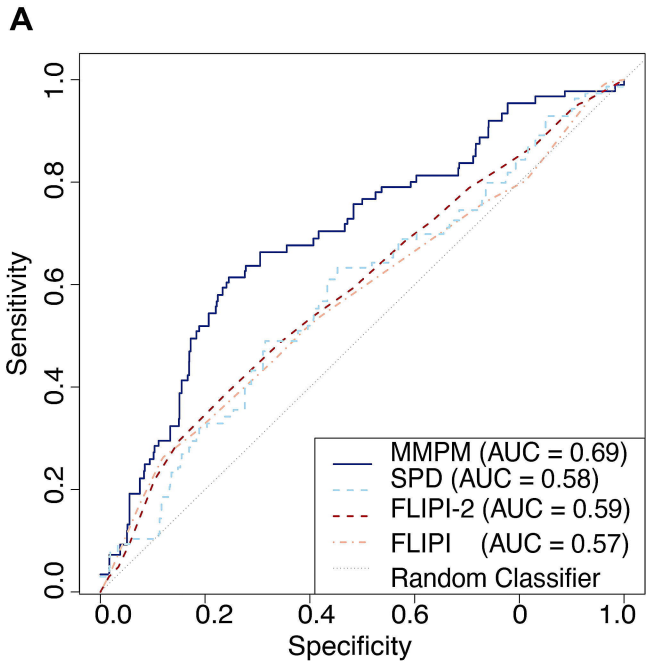 A
1.0
0.8
0.6
0.4
0.2
0.0
Sensitivity
MMPM (AUC = 0.69)
SPD (AUC = 0.58)
FLIPI-2 (AUC = 0.59)
FLIPI (AUC = 0.57)
Random Classifier
0.0 0.2 0.4 0.6 0 1.0
Specificity